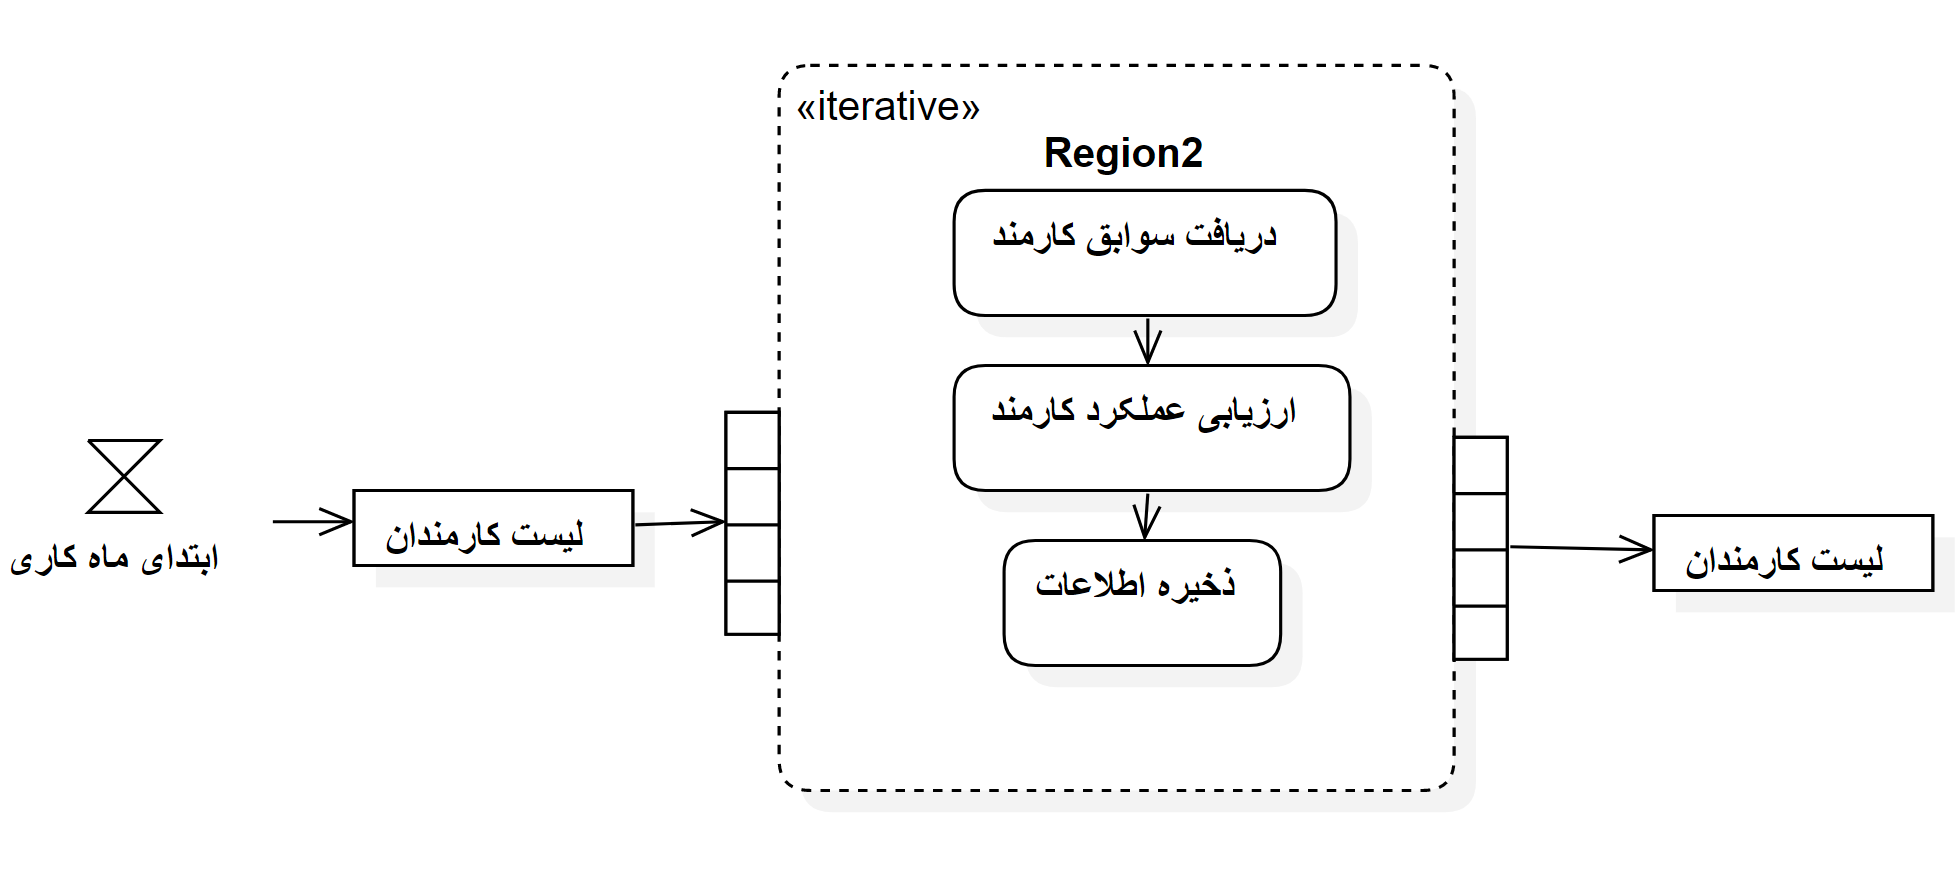 «iterative»
Region2
دریافت سوابق کارمند
ارزیابی عملکرد کارمند
ذخیره اطلاعات
ابتدای ماه کاری
لیست کارمندان
لیست کارمندان